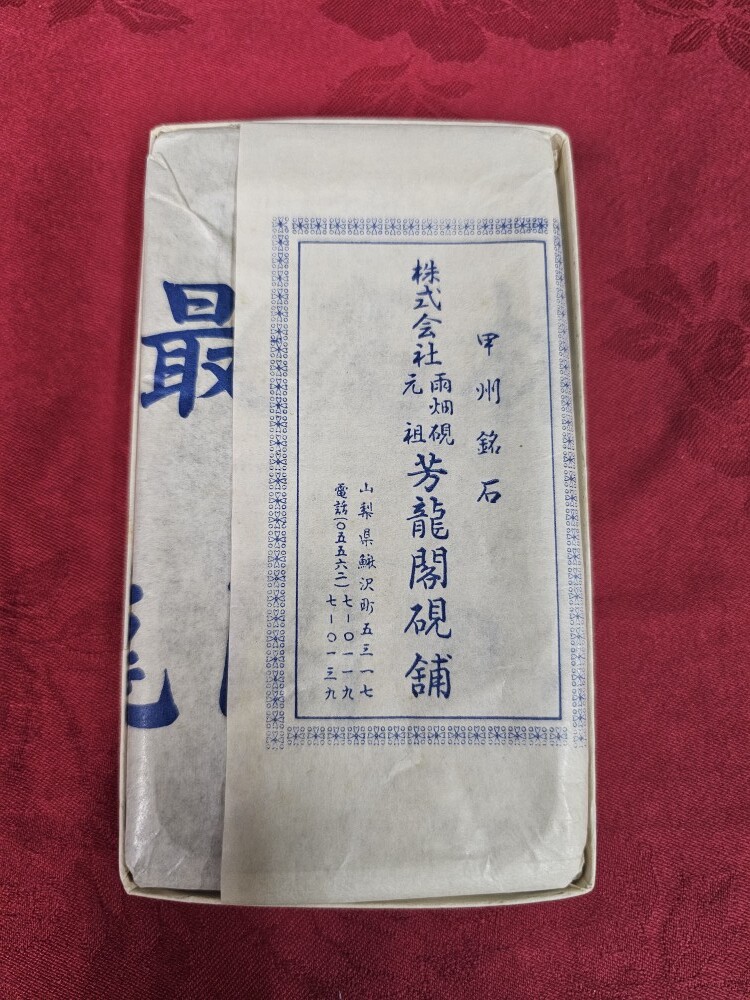 甲州銘石
株式会社 雨畑硯元祖 芳龍閣硯舗
山梨県鰍沢町五三一七
電話(〇五五六二)七-〇一一九
七-〇一三九
最